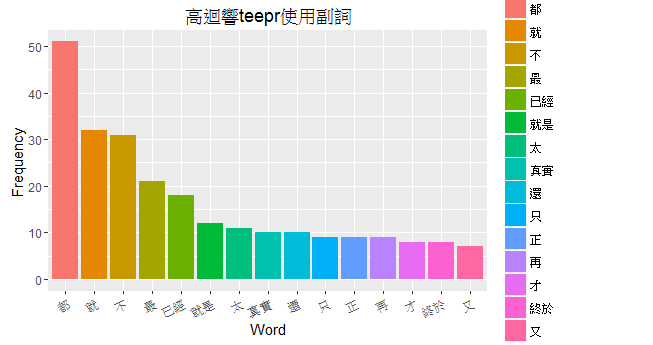 高迴響teepr使用副詞
Frequency
50
40
30
20
10
0
都 就 不 最 已經 就是 太 真實 還 只 正 再 才 終於 又
Word
都
就
不
最
已經
就是
太
真實
還
只
正
再
才
終於
又